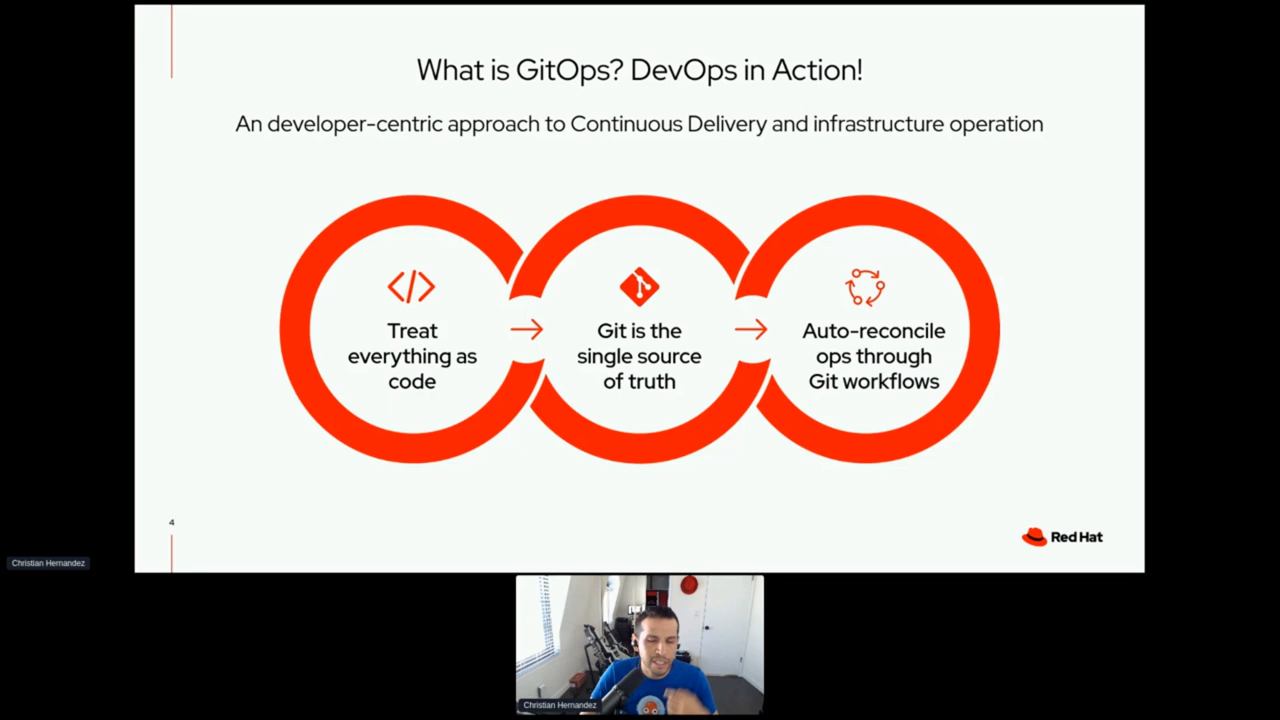 What is GitOps? DevOps in Action!
An developer-centric approach to Continuous Delivery and infrastructure operation
Treat
everything as
code
Git is the
single source
of truth
Auto-reconcile
ops through
Git workflows
4
Red Hat
Christian Hernandez
Christian Hernandez